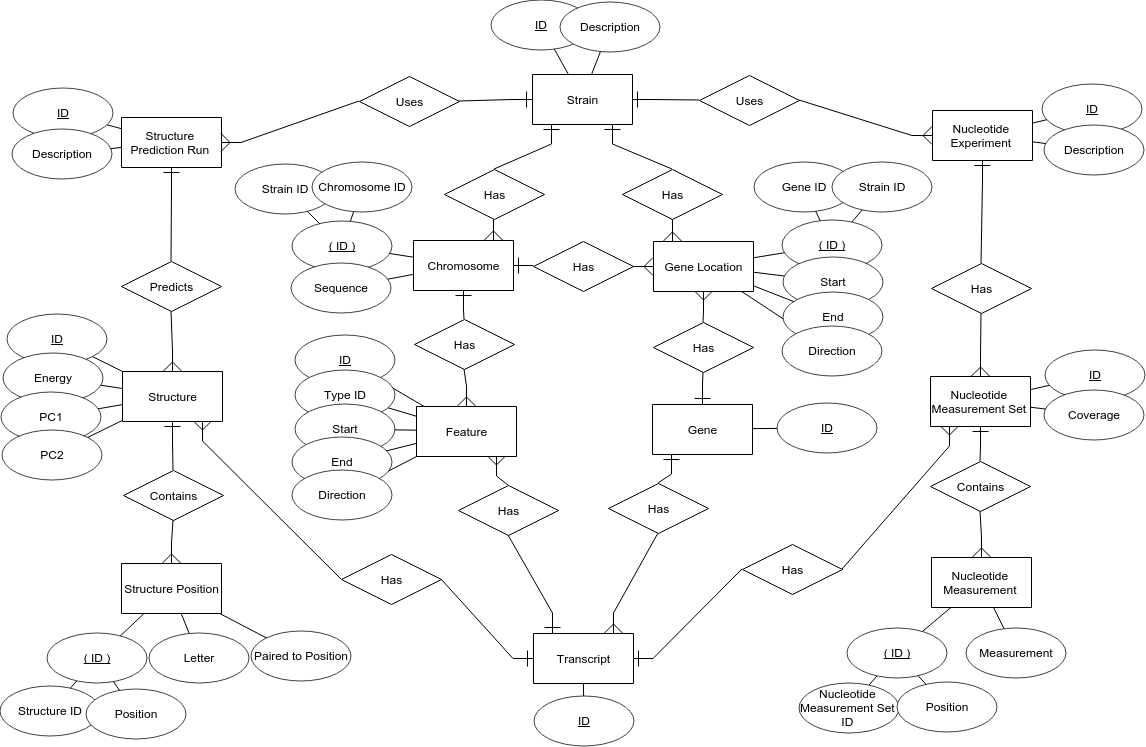 ID
Description
Uses
Strain
Uses
ID
Description
Structure
Prediction Run
ID
Description
Nucleotide
Experiment
Strain ID
Chromosome ID
Has
Has
Gene ID
Strain ID
( ID )
Sequence
Chromosome
Has
Gene Location
( ID )
Start
End
Direction
Predicts
Has
Has
Has
ID
Energy
PC1
PC2
Structure
ID
Type ID
Start
End
Direction
Feature
Gene
ID
Nucleotide
Measurement Set
ID
Coverage
Contains
Has
Has
Contains
Structure Position
Has
Has
Nucleotide
Measurement
( ID )
Letter
Paired to Position
Transcript
( ID )
Measurement
Structure ID
Position
ID
Nucleotide
Measurement Set
ID
Position